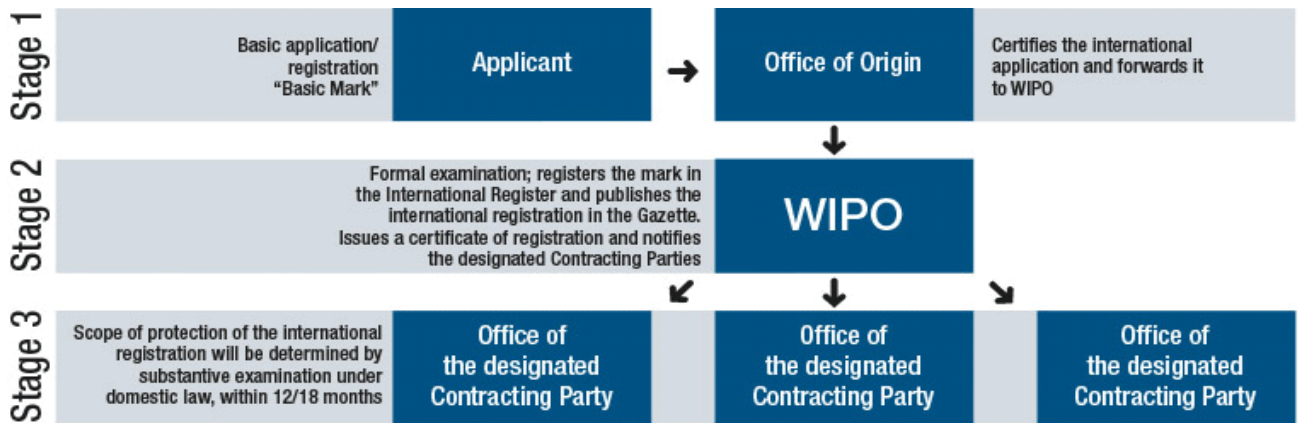 Stage 1
Basic application/
registration
“Basic Mark”
Applicant
Office of Origin
Certifies the international
application and forwards it
to WIPO
Stage 2
Formal examination; registers the mark in
the International Register and publishes the
international registration in the Gazette.
Issues a certificate of registration and notifies
the designated Contracting Parties
WIPO
Stage 3
Scope of protection of the international
registration will be determined by
substantive examination under
domestic law, within 12/18 months
Office of
the designated
Contracting Party
Office of
the designated
Contracting Party
Office of
the designated
Contracting Party